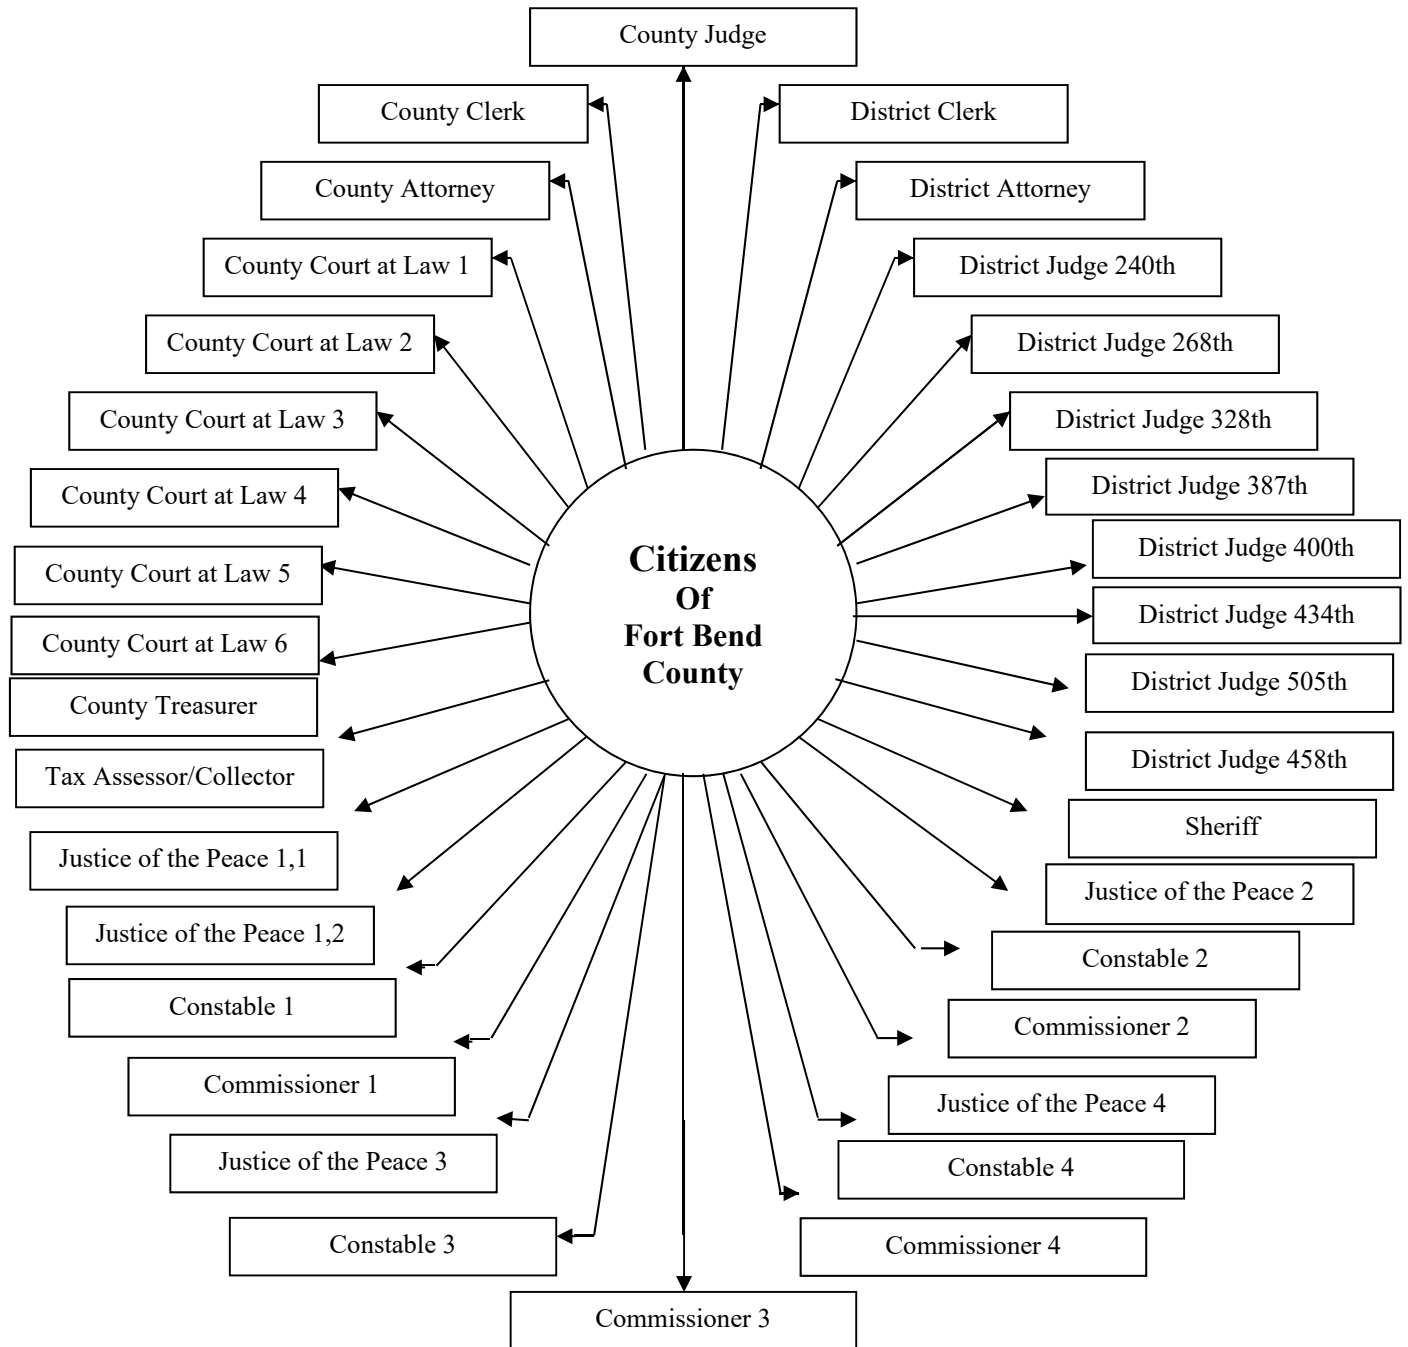 County Judge
County Clerk
District Clerk
County Attorney
District Attorney
County Court at Law 1
District Judge 240th
County Court at Law 2
District Judge 268th
County Court at Law 3
District Judge 328th
County Court at Law 4
District Judge 387th
County Court at Law 5
District Judge 400th
County Court at Law 6
District Judge 434th
Citizens
Of
Fort Bend
County
County Treasurer
District Judge 505th
Tax Assessor/Collector
District Judge 458th
Sheriff
Justice of the Peace 1,1
Justice of the Peace 2
Justice of the Peace 1,2
Constable 2
Constable 1
Commissioner 2
Commissioner 1
Justice of the Peace 4
Justice of the Peace 3
Constable 4
Constable 3
Commissioner 4
Commissioner 3